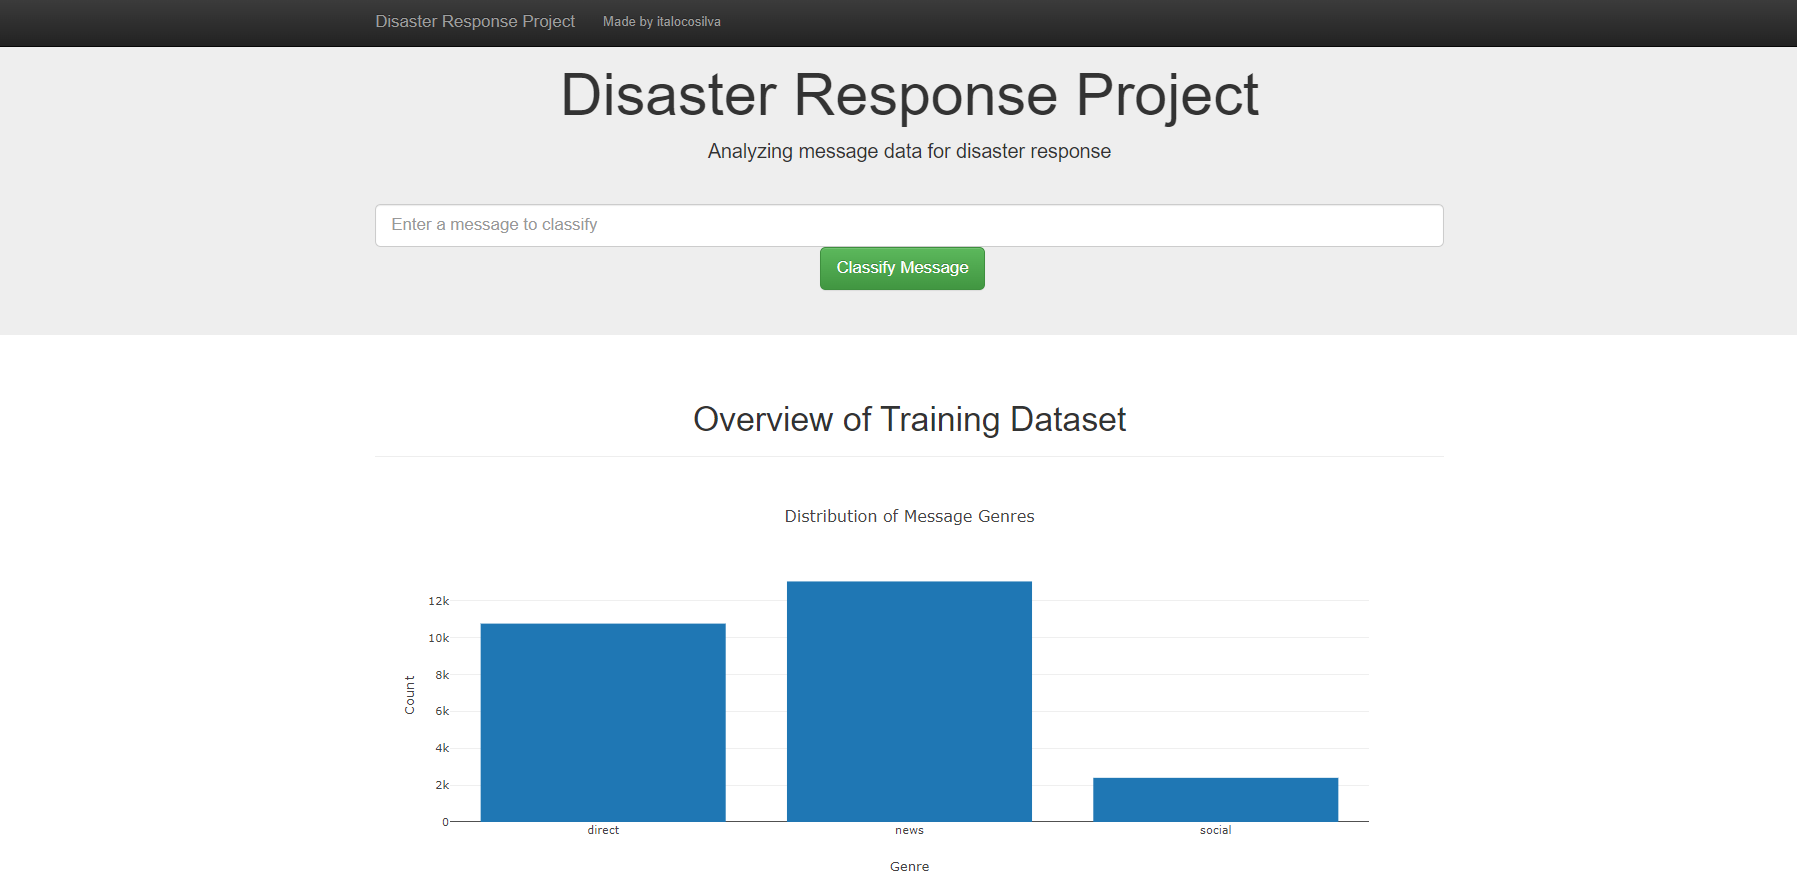 Disaster Response Project Made by italocosilva
Disaster Response Project
Analyzing message data for disaster response
Enter a message to classify
Classify Message
Overview of Training Dataset
Distribution of Message Genres
12k
10k
8k
6k
4k
2k
0
Count
direct news social
Genre